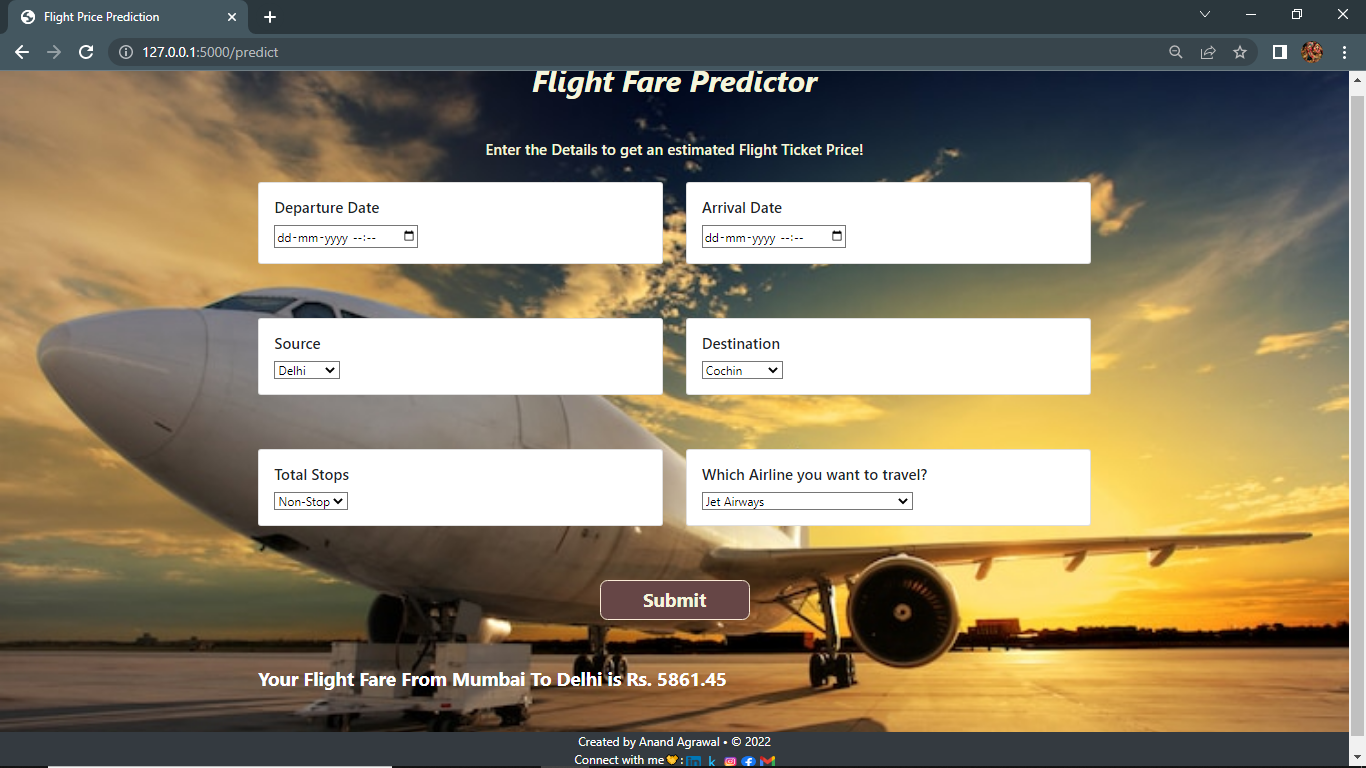 Flight Price Prediction
127.0.0.1:5000/predict
Flight Fare Predictor
Enter the Details to get an estimated Flight Ticket Price!
Departure Date
Arrival Date
dd-mm-yyyy --:--
dd-mm-yyyy --:--
Source
Destination
Delhi
Cochin
Total Stops
Which Airline you want to travel?
Non-Stop
Jet Airways
Submit
Your Flight Fare From Mumbai To Delhi is Rs. 5861.45
Created by Anand Agrawal • © 2022
Connect with me 💛 :